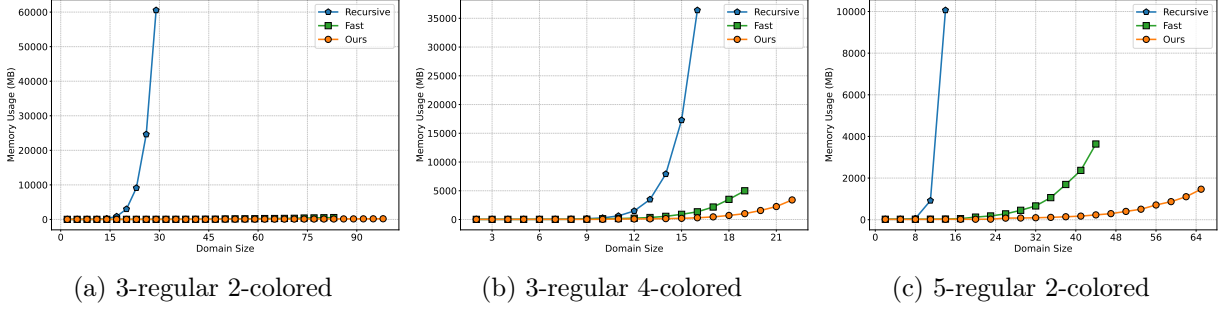 60000
50000
40000
30000
20000
10000
0
Memory Usage (MB)
0 15 30 45 60 75 90
Domain Size
Recursive
Fast
Ours
(a) 3-regular 2-colored
35000
30000
25000
20000
15000
10000
5000
0
Memory Usage (MB)
3 6 9 12 15 18 21
Domain Size
Recursive
Fast
Ours
(b) 3-regular 4-colored
10000
8000
6000
4000
2000
0
Memory Usage (MB)
0 8 16 24 32 40 48 56 64
Domain Size
Recursive
Fast
Ours
(c) 5-regular 2-colored